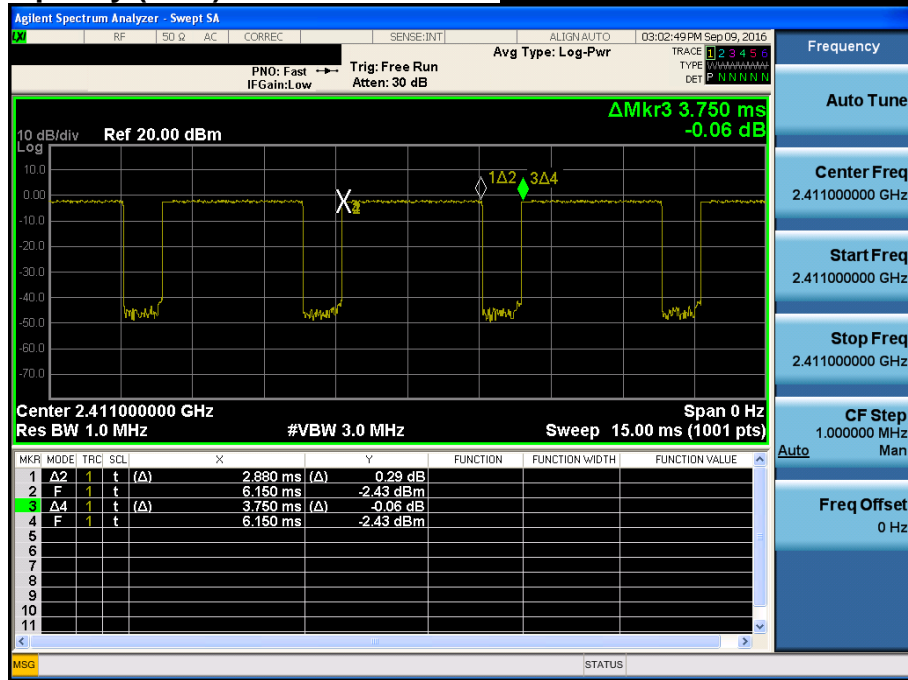 Agilent Spectrum Analyzer - Swept SA
LXI RF 50 Ω AC CORREC SENSE:INT ALIGN AUTO 03:02:49 PM Sep 09, 2016
Avg Type: Log-Pwr
TRACE 1 2 3 4 5 6
PNO: Fast
Trig: Free Run
TYPE WWWWWW
IFGain:Low
Atten: 30 dB
DET P N N N N N
ΔMkr3 3.750 ms
-0.06 dB
10 dB/div Ref 20.00 dBm
Log
10.0
0.00
-10.0
-20.0
-30.0
-40.0
-50.0
-60.0
-70.0
X2
1Δ2
3Δ4
Center 2.411000000 GHz Span 0 Hz
Res BW 1.0 MHz #VBW 3.0 MHz Sweep 15.00 ms (1001 pts)
MKR MODE TRC SCL X Y FUNCTION FUNCTION WIDTH FUNCTION VALUE
1 Δ2 1 t (Δ) 2.880 ms (Δ) 0.29 dB
2 F 1 t 6.150 ms -2.43 dBm
3 Δ4 1 t (Δ) 3.750 ms (Δ) -0.06 dB
4 F 1 t 6.150 ms -2.43 dBm
5
6
7
8
9
10
11
MSG STATUS
Frequency
Auto Tune
Center Freq
2.411000000 GHz
Start Freq
2.411000000 GHz
Stop Freq
2.411000000 GHz
CF Step
1.000000 MHz
Auto Man
Freq Offset
0 Hz